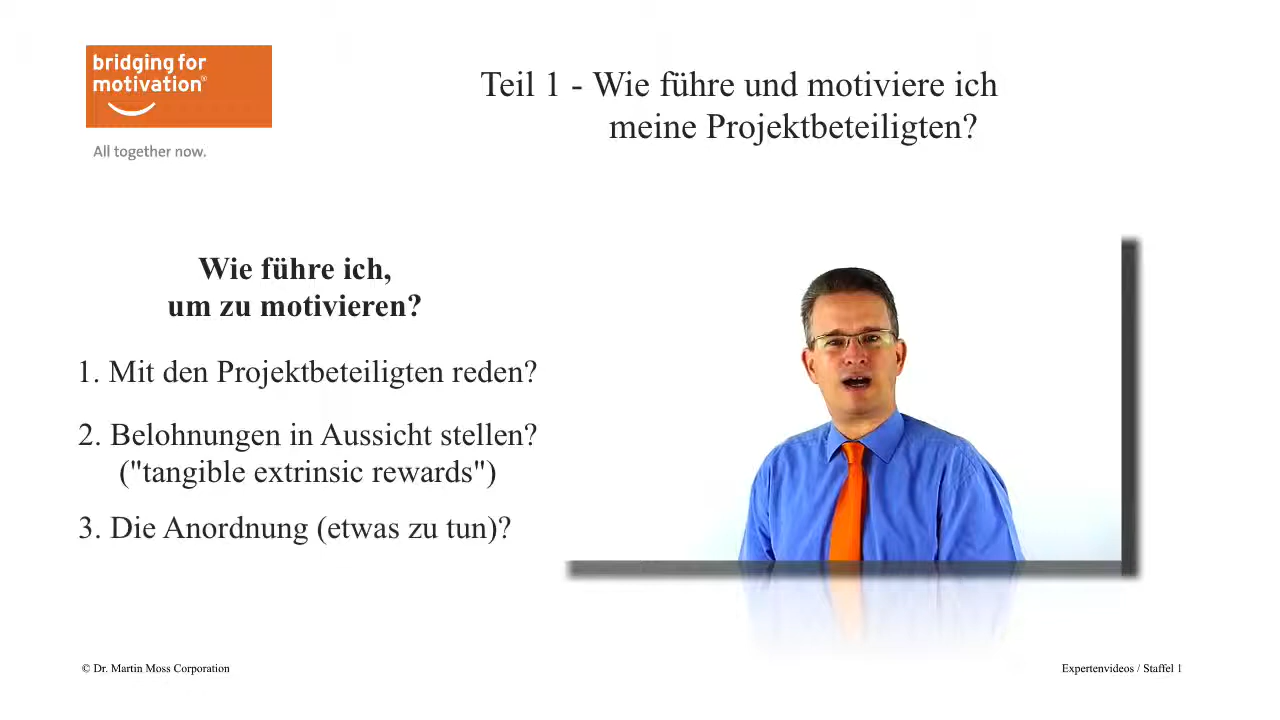 bridging for
motivation®
All together now.
Teil 1 - Wie führe und motiviere ich
meine Projektbeteiligten?
Wie führe ich,
um zu motivieren?
1. Mit den Projektbeteiligten reden?
2. Belohnungen in Aussicht stellen?
("tangible extrinsic rewards")
3. Die Anordnung (etwas zu tun)?
© Dr. Martin Moss Corporation
Expertenvideos / Staffel 1